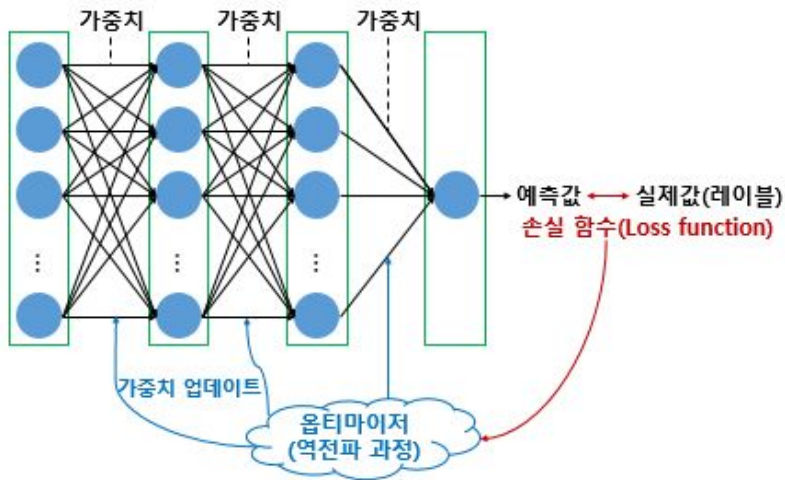 가중치
가중치
가중치
예측값
실제값(레이블)
손실 함수(Loss function)
가중치 업데이트
옵티마이저
(역전파 과정)